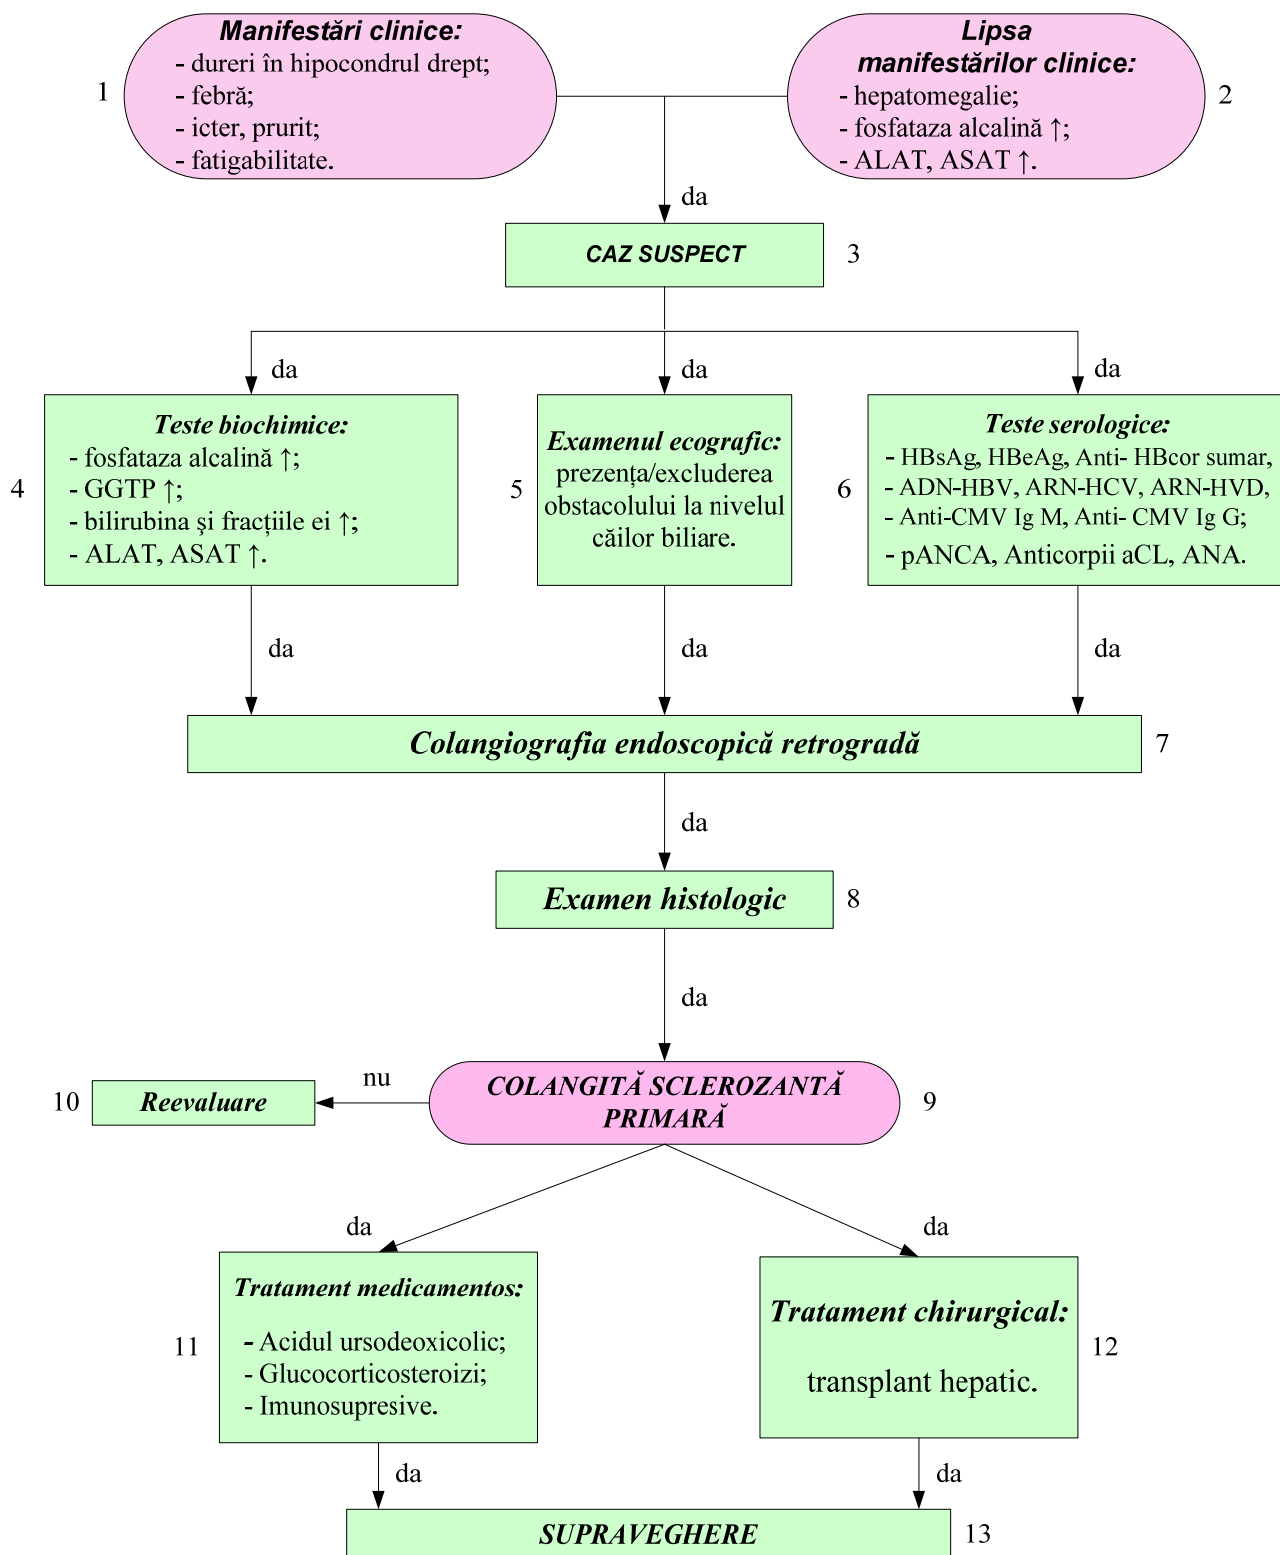 Manifestări clinice:
- dureri în hipocondrul drept;
- febră;
- icter, prurit;
- fatigabilitate.
1
Lipsa
manifestărilor clinice:
- hepatomegalie;
- fosfataza alcalină ↑;
- ALAT, ASAT ↑.
2
da
CAZ SUSPECT
3
da
da
da
Teste biochimice:
- fosfataza alcalină ↑;
- GGTP ↑;
- bilirubina şi fracțiile ei ↑;
- ALAT, ASAT ↑.
4
Examenul ecografic:
prezența/excluderea
obstacolului la nivelul
căilor biliare.
5
Teste serologice:
- HBsAg, HBeAg, Anti- HBcor sumar,
- ADN-HBV, ARN-HCV, ARN-HVD,
- Anti-CMV Ig M, Anti- CMV Ig G;
- pANCA, Anticorpii aCL, ANA.
6
da
da
da
Colangiografia endoscopică retrogradă
7
da
Examen histologic
8
da
COLANGITĂ SCLEROZANTĂ
PRIMARĂ
9
nu
Reevaluare
10
da
da
Tratament medicamentos:
- Acidul ursodeoxicolic;
- Glucocorticosteroizi;
- Imunosupresive.
11
Tratament chirurgical:
transplant hepatic.
12
da
da
SUPRAVEGHERE
13